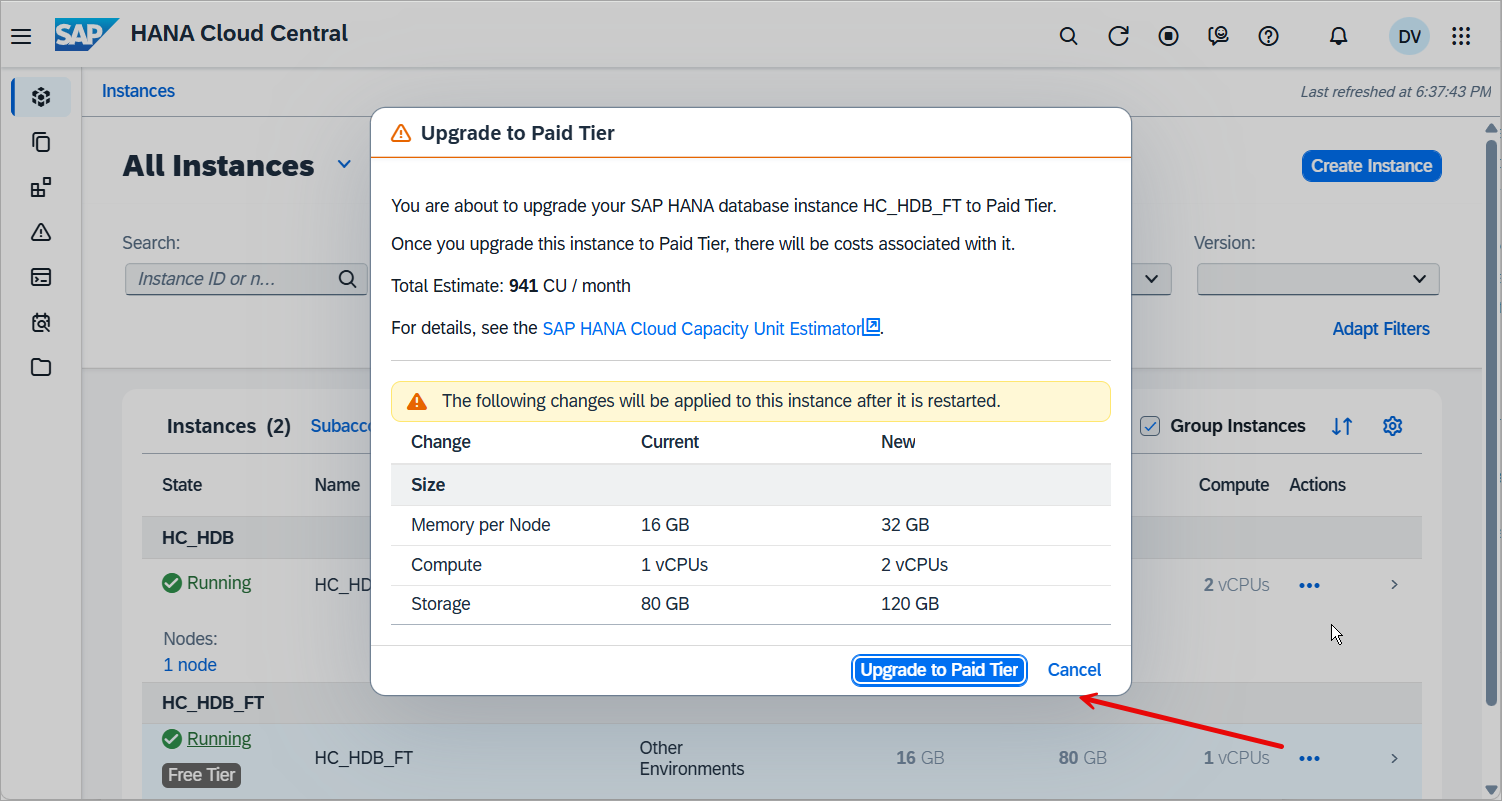 SAP HANA Cloud Central
DV
Instances
Last refreshed at 6:37:43 PM
All Instances
Create Instance
Search:
Version:
Instance ID or n...
Adapt Filters
Instances (2)
Group Instances
State Name Compute Actions
HC_HDB
Running
2 vCPUs
Nodes:
1 node
HC_HDB_FT
Running
Free Tier
HC_HDB_FT
Other
Environments
16 GB
80 GB
1 vCPUs
Upgrade to Paid Tier
You are about to upgrade your SAP HANA database instance HC_HDB_FT to Paid Tier.
Once you upgrade this instance to Paid Tier, there will be costs associated with it.
Total Estimate: 941 CU / month
For details, see the SAP HANA Cloud Capacity Unit Estimator.
The following changes will be applied to this instance after it is restarted.
Change Current New
Size
Memory per Node 16 GB 32 GB
Compute 1 vCPUs 2 vCPUs
Storage 80 GB 120 GB
Upgrade to Paid Tier
Cancel